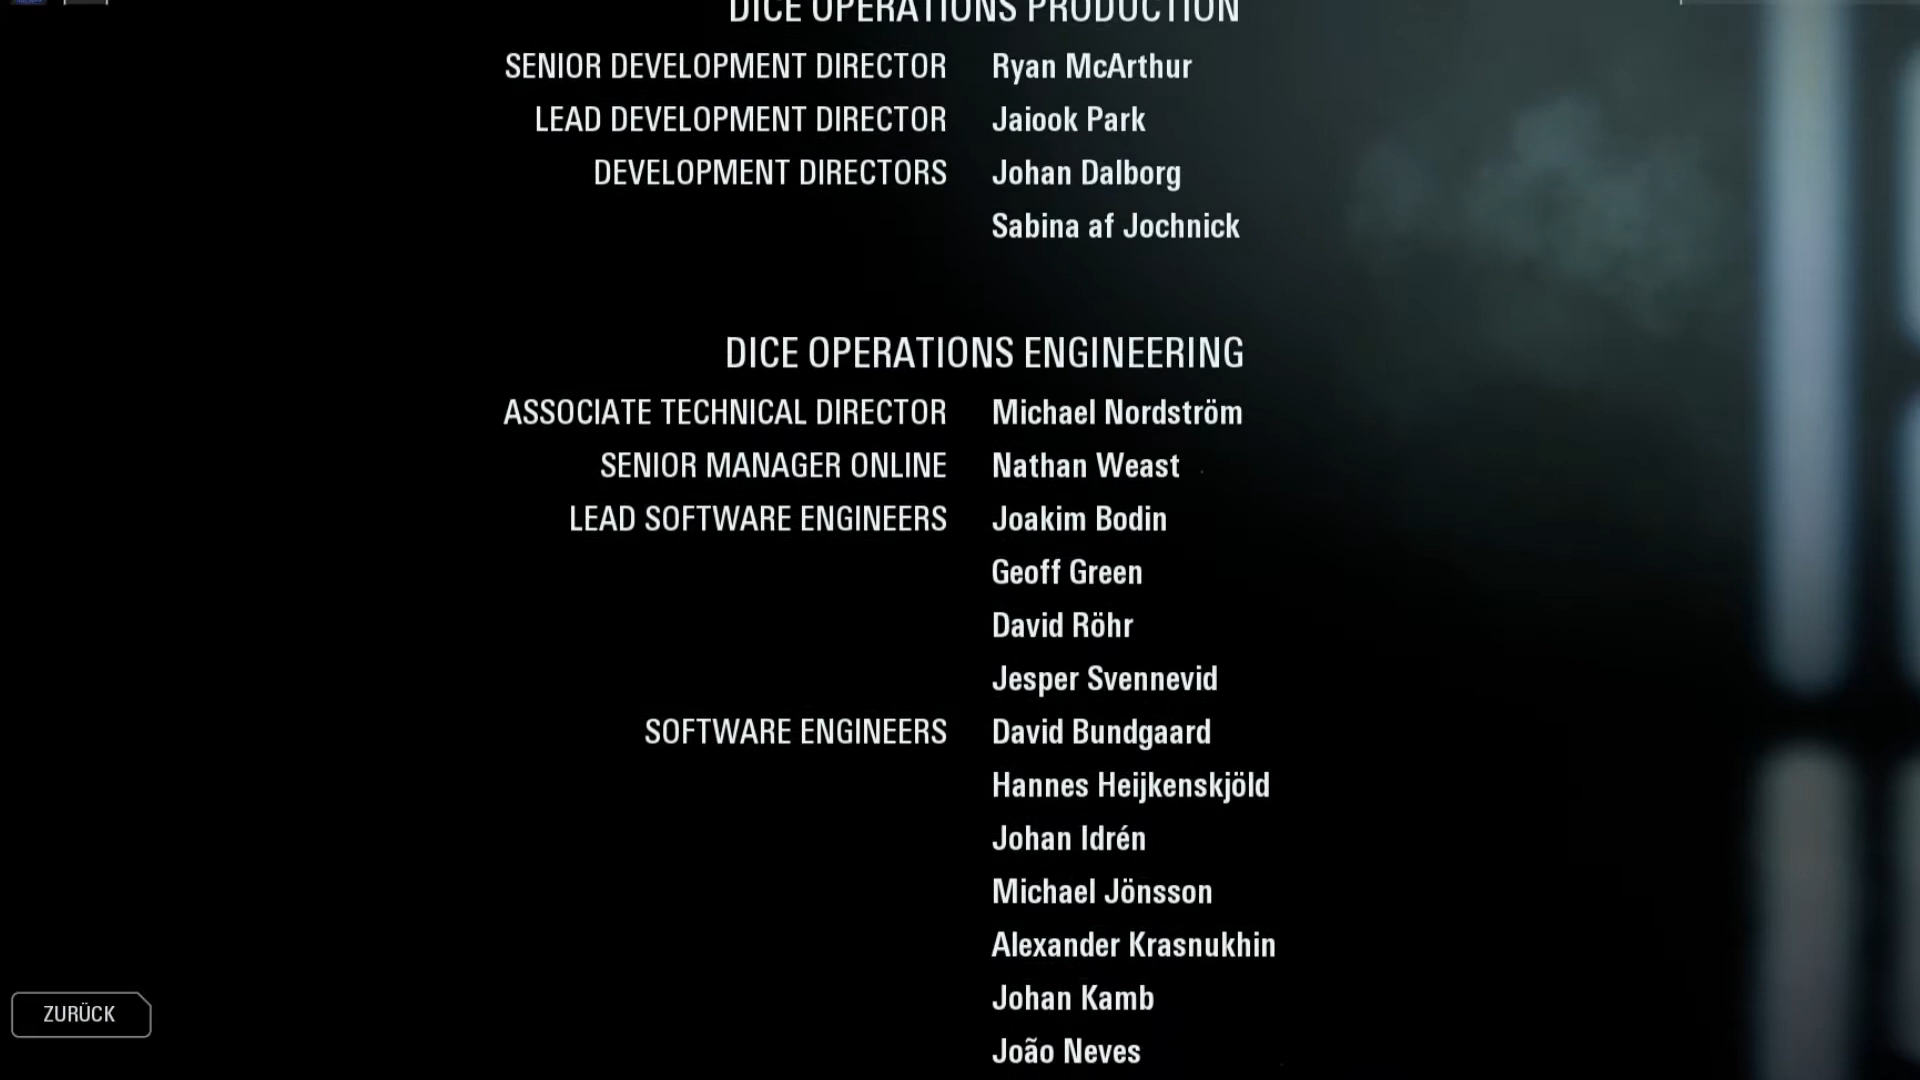 DICE OPERATIONS PRODUCTION
SENIOR DEVELOPMENT DIRECTOR Ryan McArthur
LEAD DEVELOPMENT DIRECTOR Jaiook Park
DEVELOPMENT DIRECTORS Johan Dalborg
Sabina af Jochnick
DICE OPERATIONS ENGINEERING
ASSOCIATE TECHNICAL DIRECTOR Michael Nordström
SENIOR MANAGER ONLINE Nathan Weast
LEAD SOFTWARE ENGINEERS Joakim Bodin
Geoff Green
David Röhr
Jesper Svennevid
SOFTWARE ENGINEERS David Bundgaard
Hannes Heijkenskjöld
Johan Idrén
Michael Jönsson
Alexander Krasnukhin
Johan Kamb
ZURÜCK
João Neves